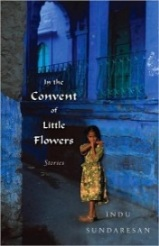 In the
Convent
of
Little
Flowers
Stories
INDU
SUNDARESAN